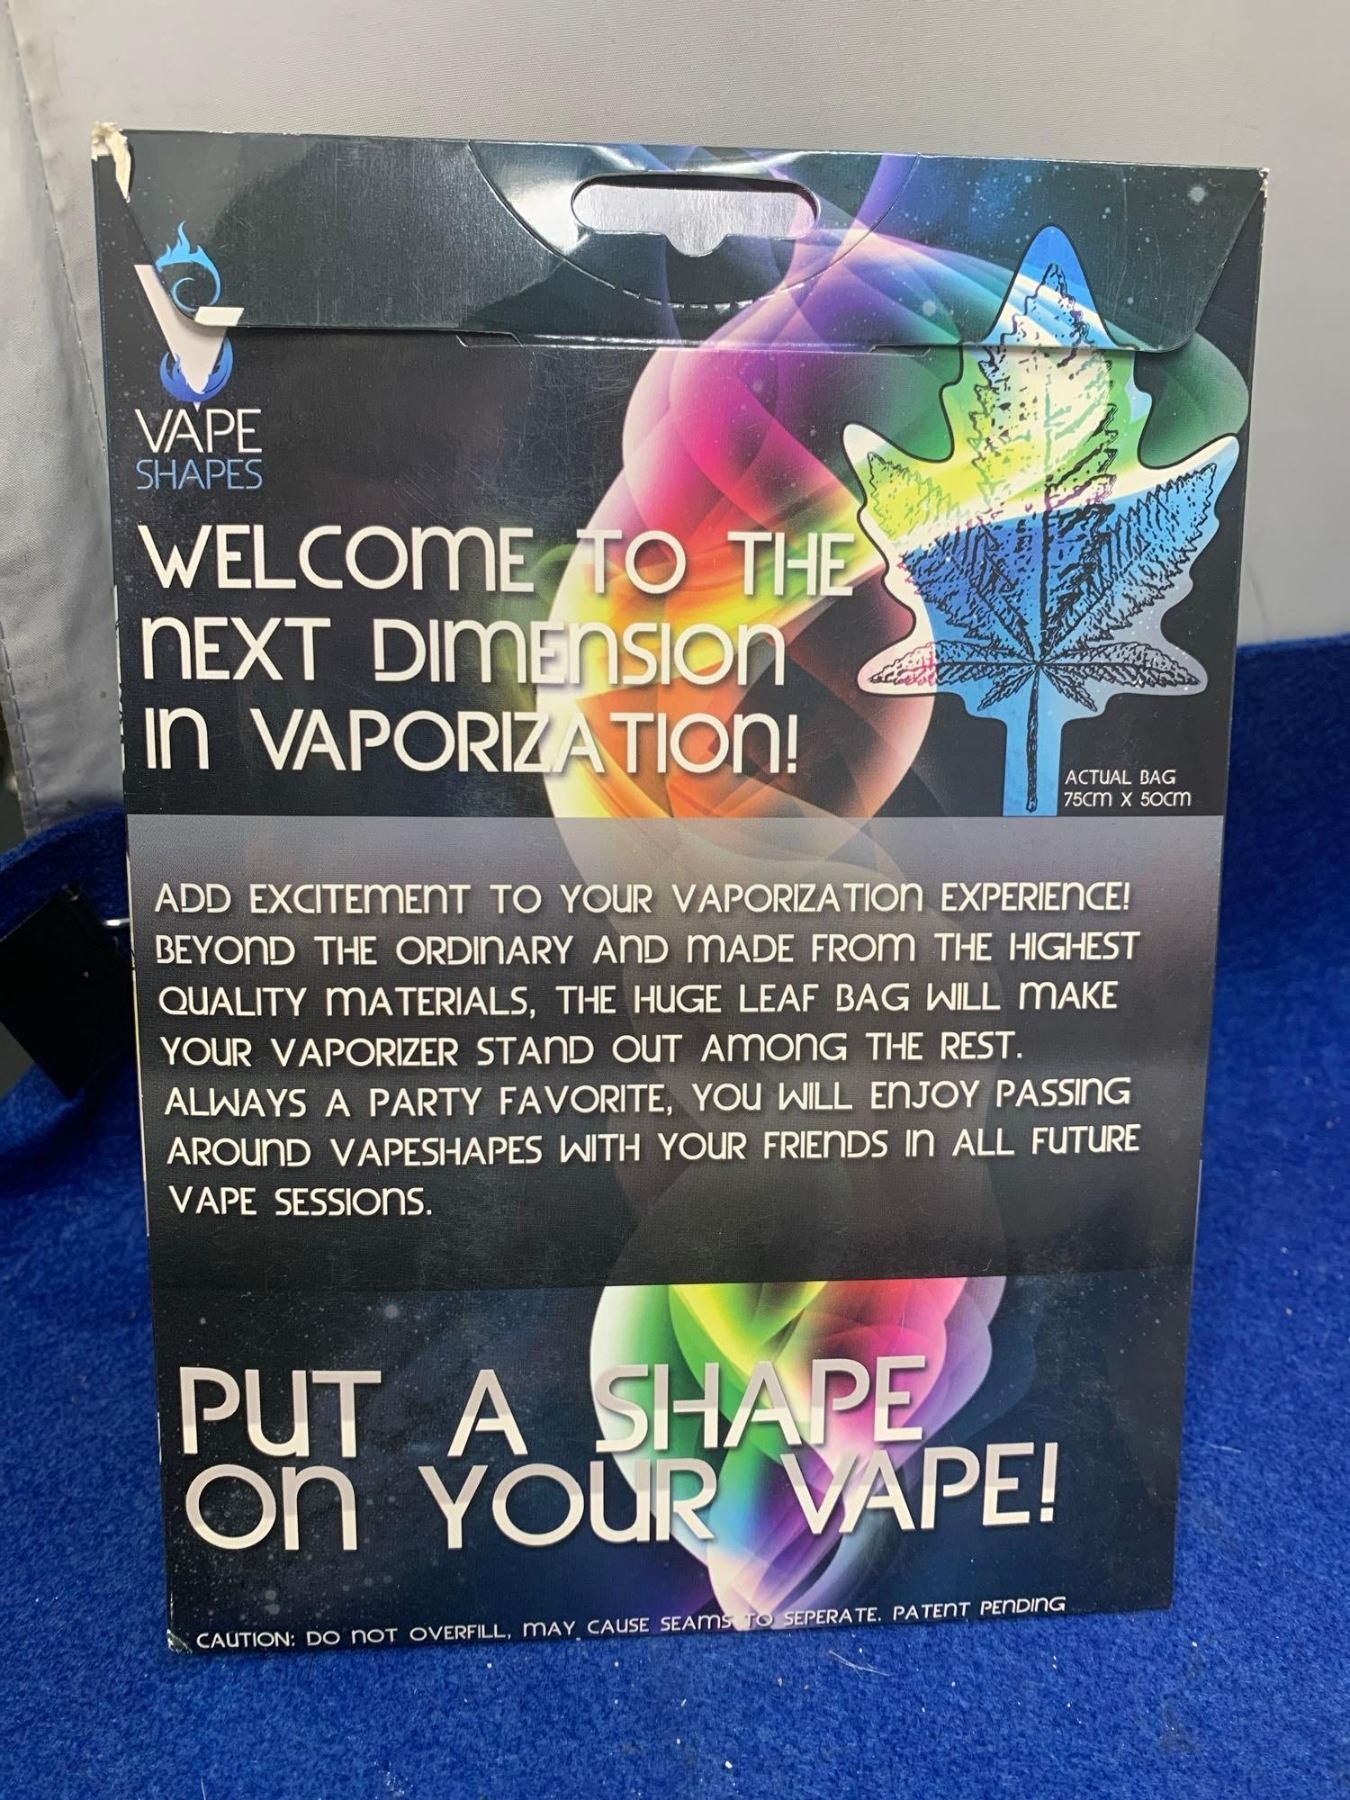 VAPE
SHAPES
WELCOME TO THE
NEXT DIMENSION
IN VAPORIZATION!
ACTUAL BAG
75CM X 50CM
ADD EXCITEMENT TO YOUR VAPORIZATION EXPERIENCE!
BEYOND THE ORDINARY AND MADE FROM THE HIGHEST
QUALITY MATERIALS, THE HUGE LEAF BAG WILL MAKE
YOUR VAPORIZER STAND OUT AMONG THE REST.
ALWAYS A PARTY FAVORITE, YOU WILL ENJOY PASSING
AROUND VAPESHAPES WITH YOUR FRIENDS IN ALL FUTURE
VAPE SESSIONS.
PUT A SHAPE
ON YOUR VAPE!
CAUTION: DO NOT OVERFILL, MAY CAUSE SEAMS TO SEPERATE. PATENT PENDING